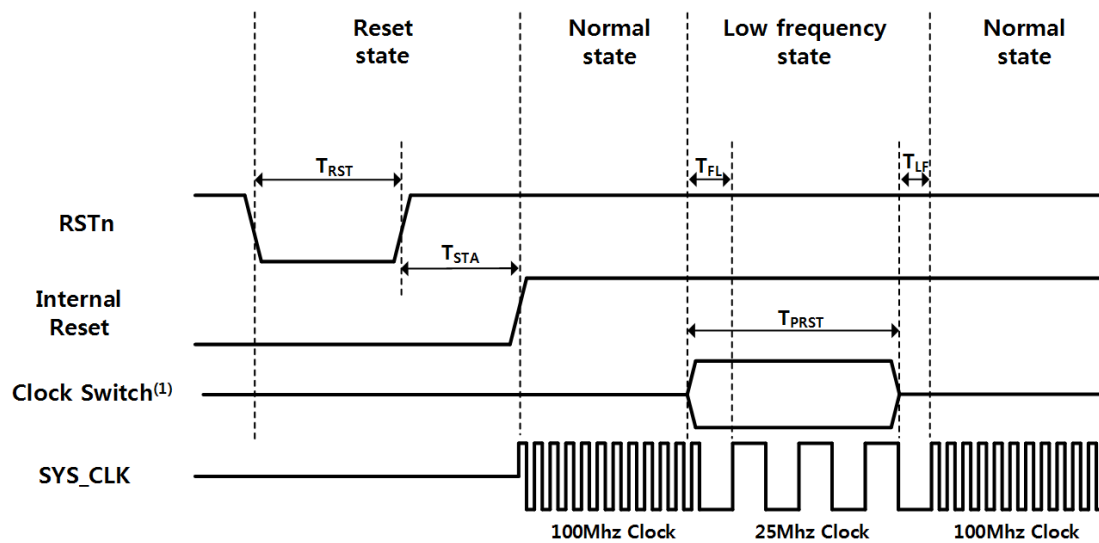 Reset
state
Normal
state
Low frequency
state
Normal
state
TRST
TFL
TLF
RSTn
TSTA
Internal
Reset
TPRST
Clock Switch(1)
SYS_CLK
100Mhz Clock
25Mhz Clock
100Mhz Clock